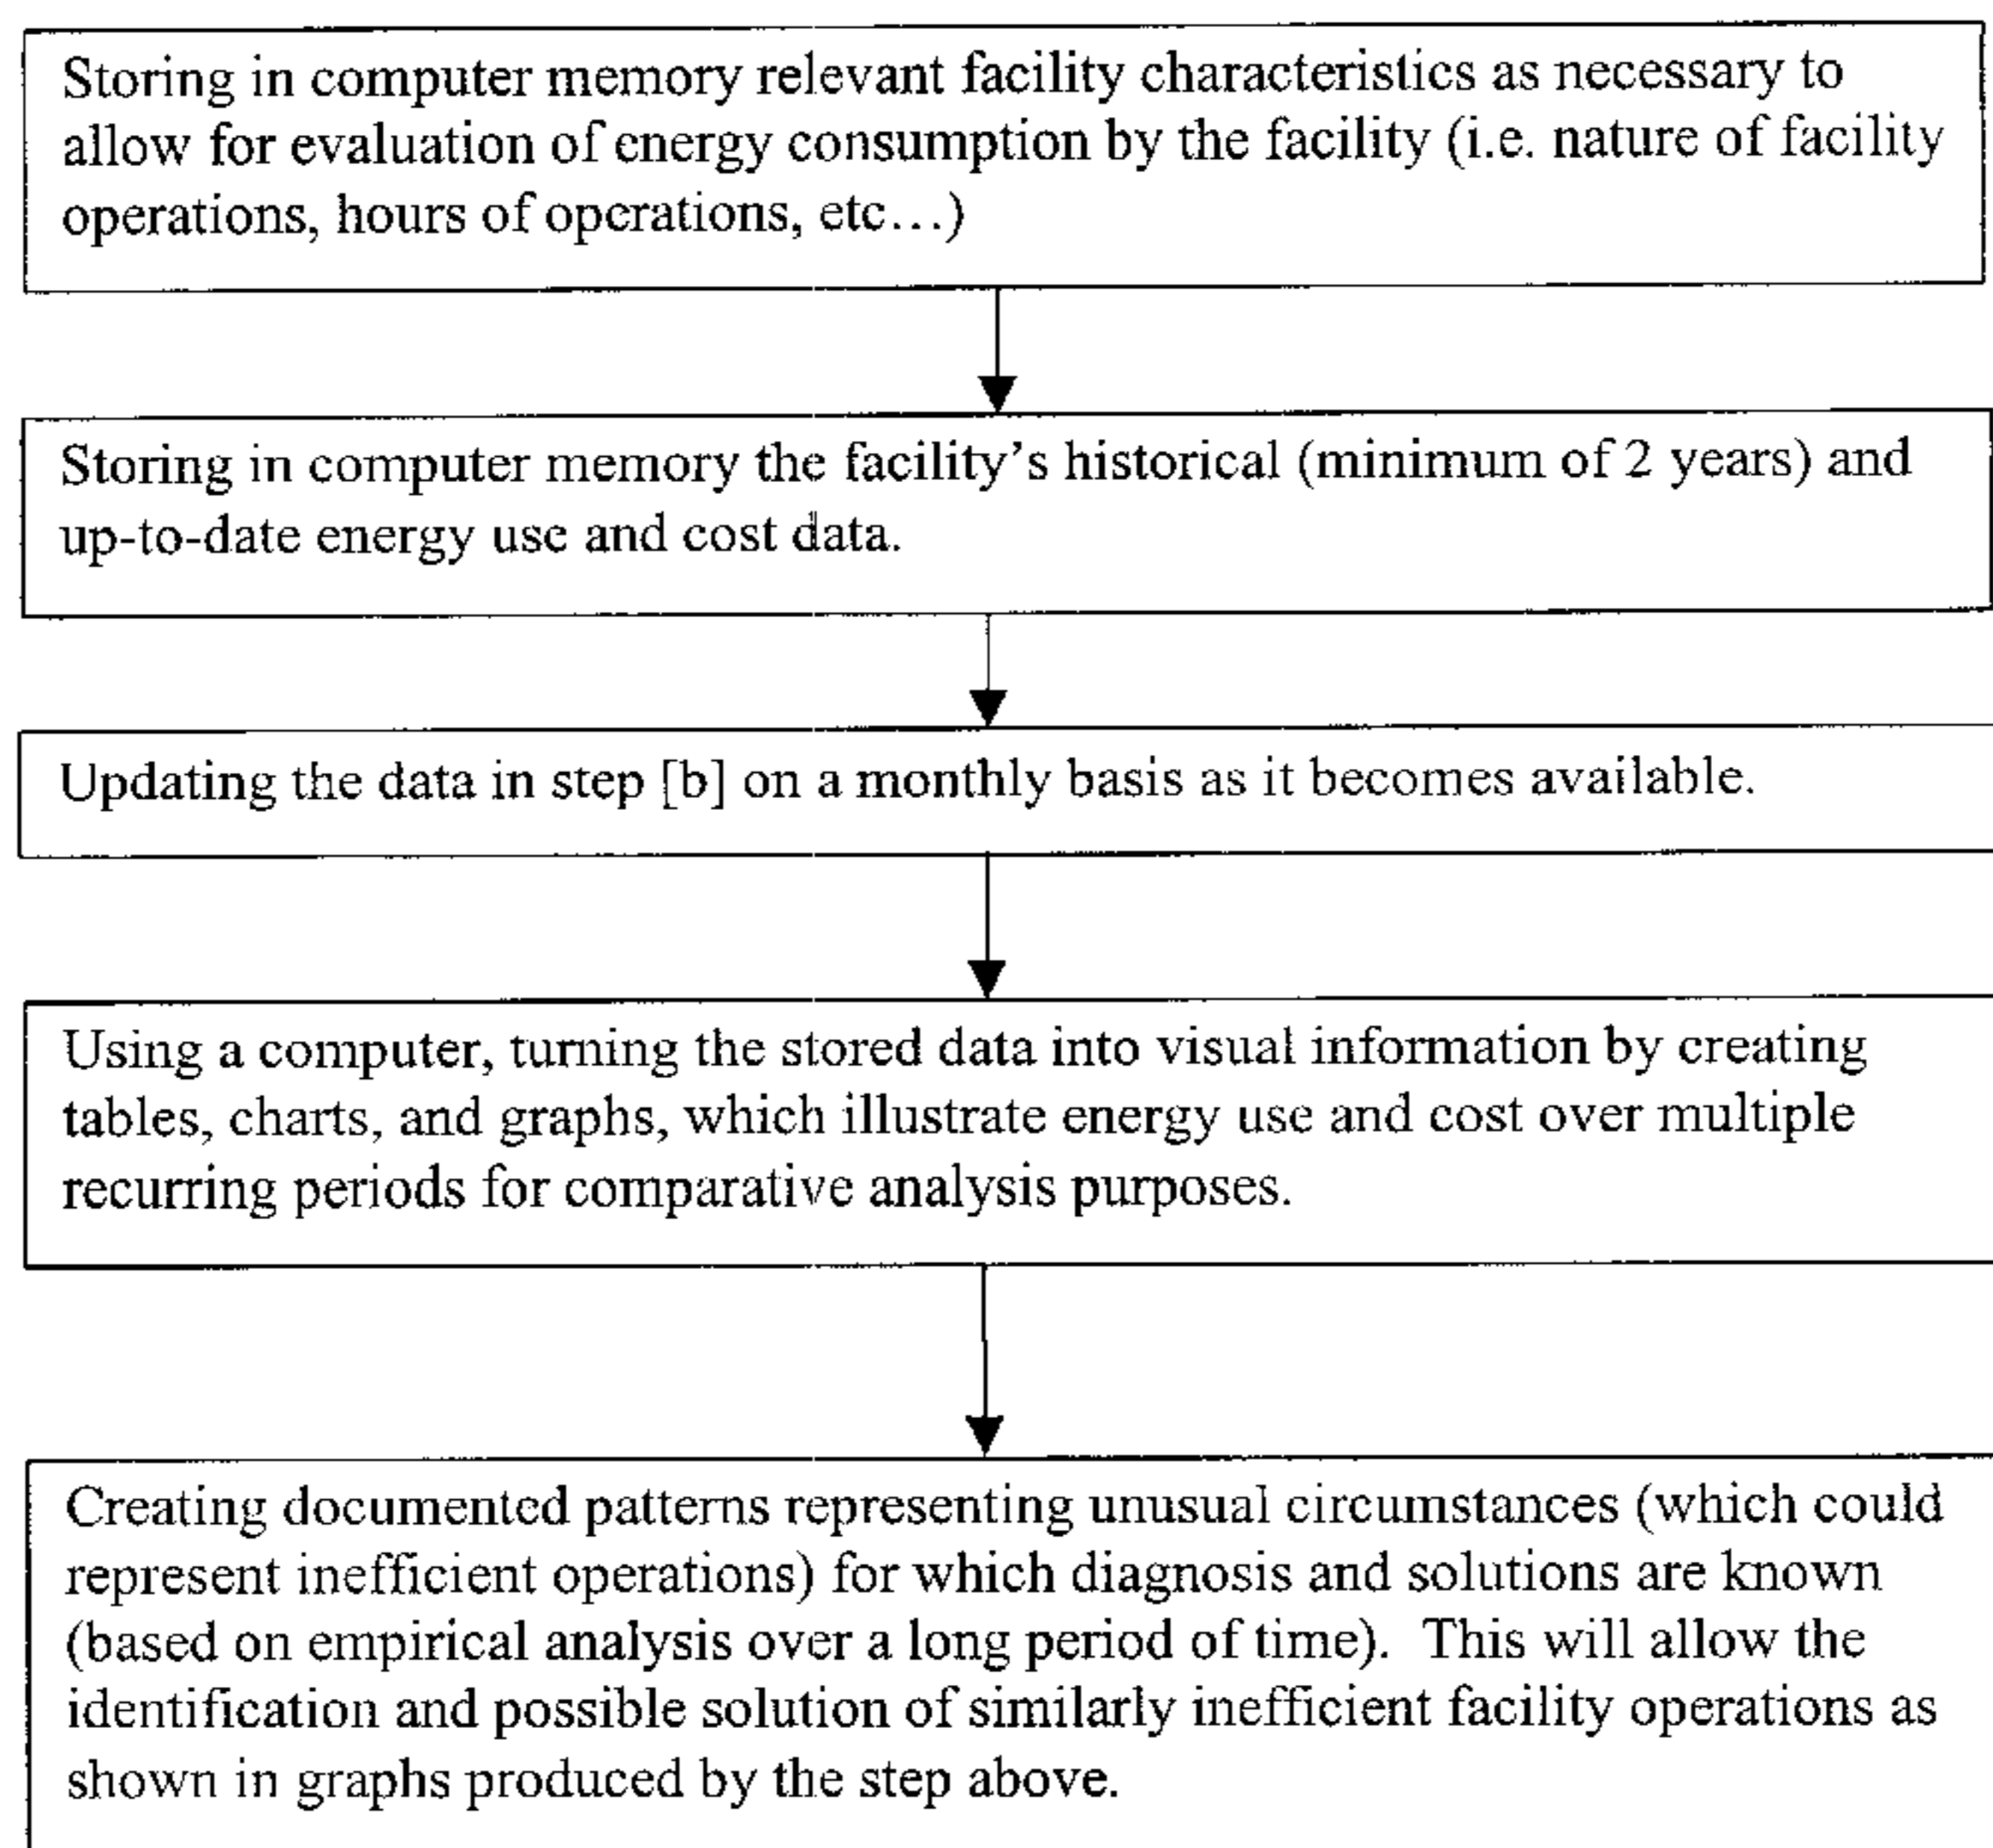 Storing in computer memory relevant facility characteristics as necessary to
allow for evaluation of energy consumption by the facility (i.e. nature of facility
operations, hours of operations, etc…)
Storing in computer memory the facility's historical (minimum of 2 years) and
up-to-date energy use and cost data.
Updating the data in step [b] on a monthly basis as it becomes available.
Using a computer, turning the stored data into visual information by creating
tables, charts, and graphs, which illustrate energy use and cost over multiple
recurring periods for comparative analysis purposes.
Creating documented patterns representing unusual circumstances (which could
represent inefficient operations) for which diagnosis and solutions are known
(based on empirical analysis over a long period of time).  This will allow the
identification and possible solution of similarly inefficient facility operations as
shown in graphs produced by the step above.